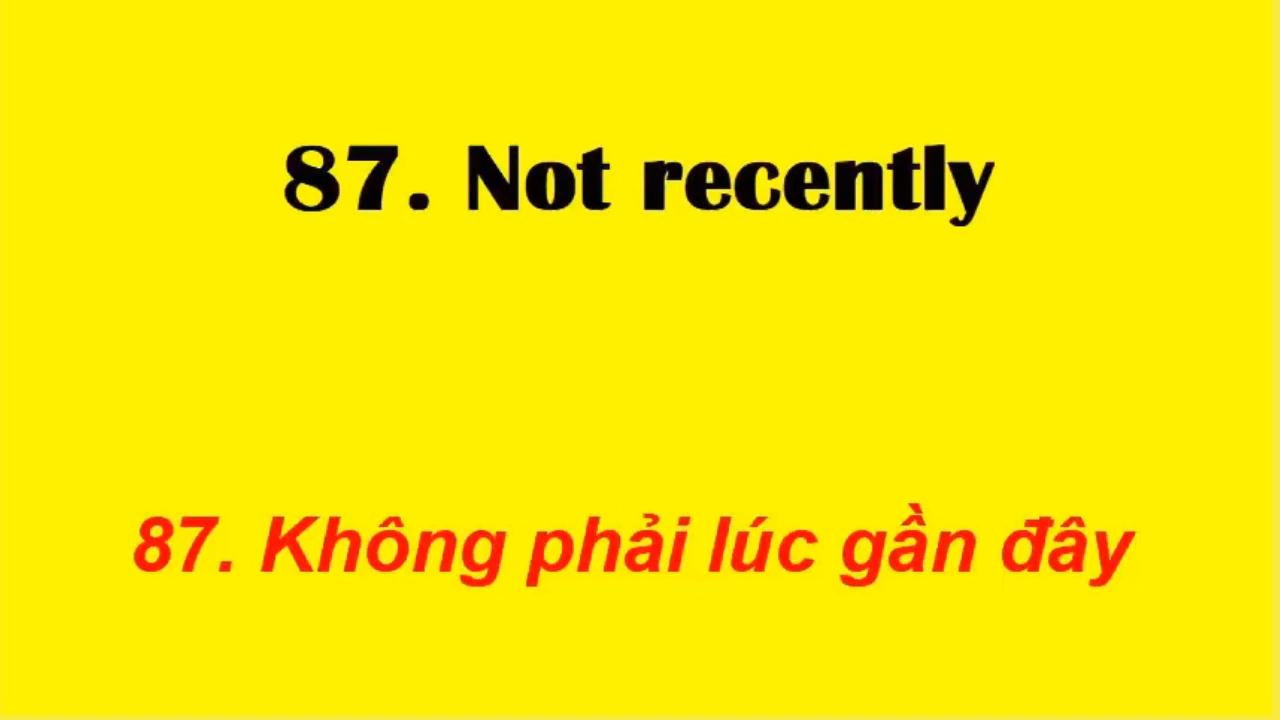 87. Not recently
87. Không phải lúc gần đây